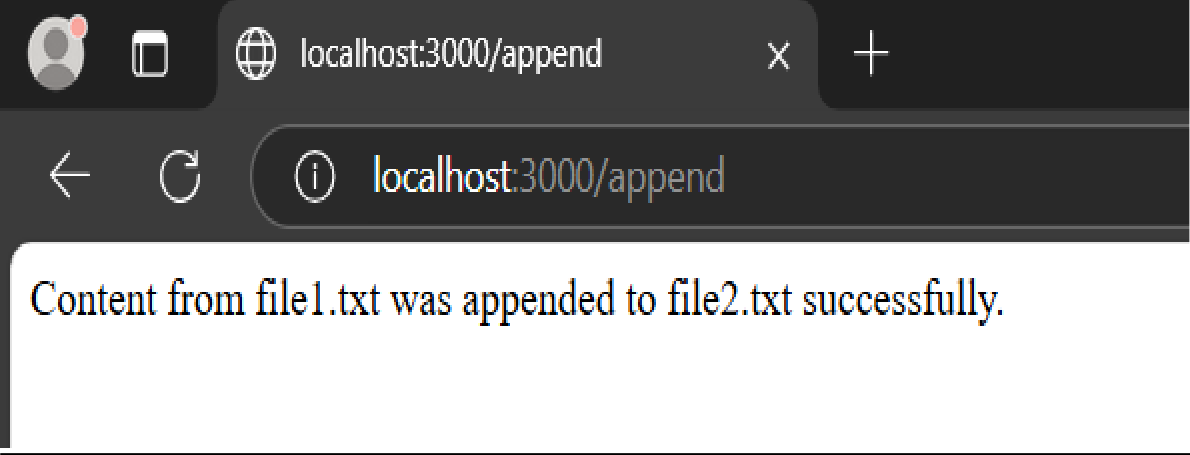 localhost:3000/append
localhost:3000/append
Content from file1.txt was appended to file2.txt successfully.